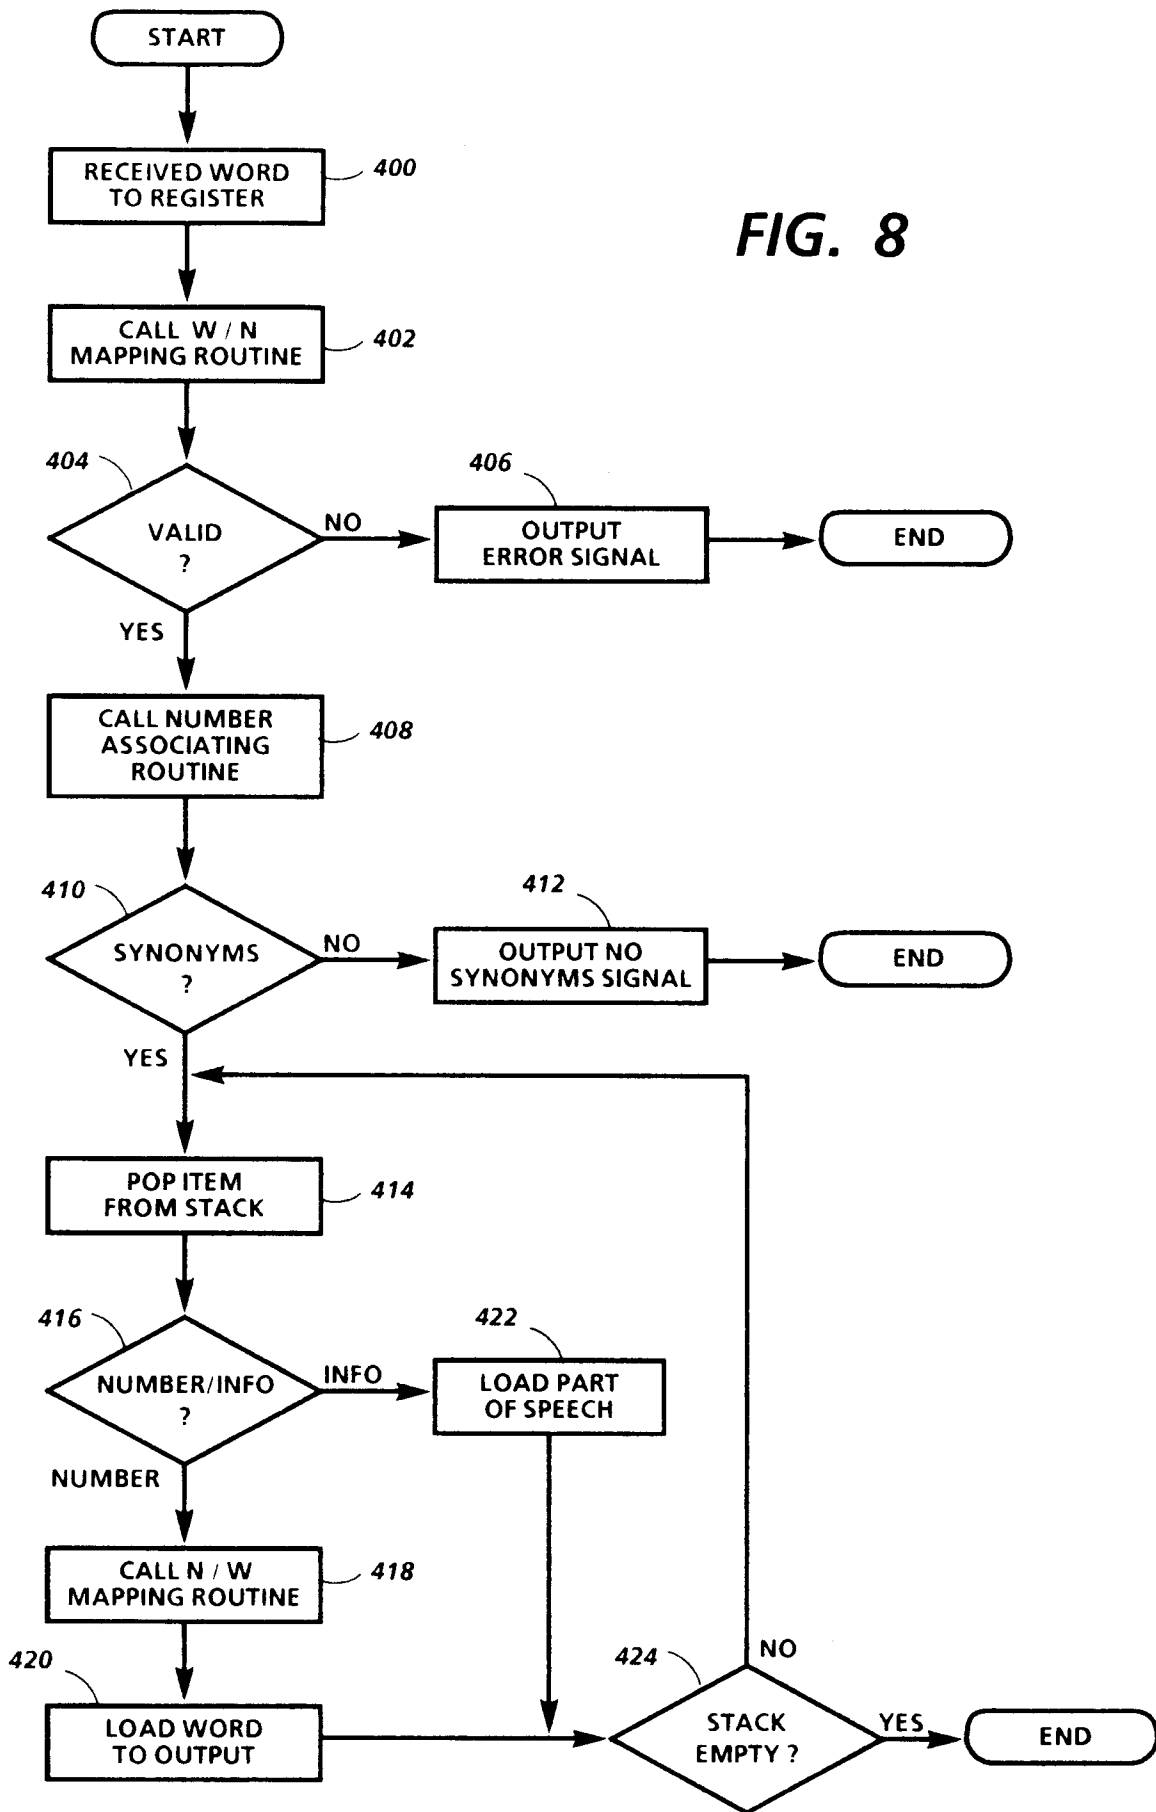 START
RECEIVED WORD
TO REGISTER
400
FIG. 8
CALL W / N
MAPPING ROUTINE
402
404
VALID
?
NO
406
OUTPUT
ERROR SIGNAL
END
YES
CALL NUMBER
ASSOCIATING
ROUTINE
408
410
SYNONYMS
?
NO
412
OUTPUT NO
SYNONYMS SIGNAL
END
YES
POP ITEM
FROM STACK
414
416
NUMBER/INFO
?
INFO
422
LOAD PART
OF SPEECH
NUMBER
CALL N / W
MAPPING ROUTINE
418
420
LOAD WORD
TO OUTPUT
424
NO
STACK
EMPTY ?
YES
END